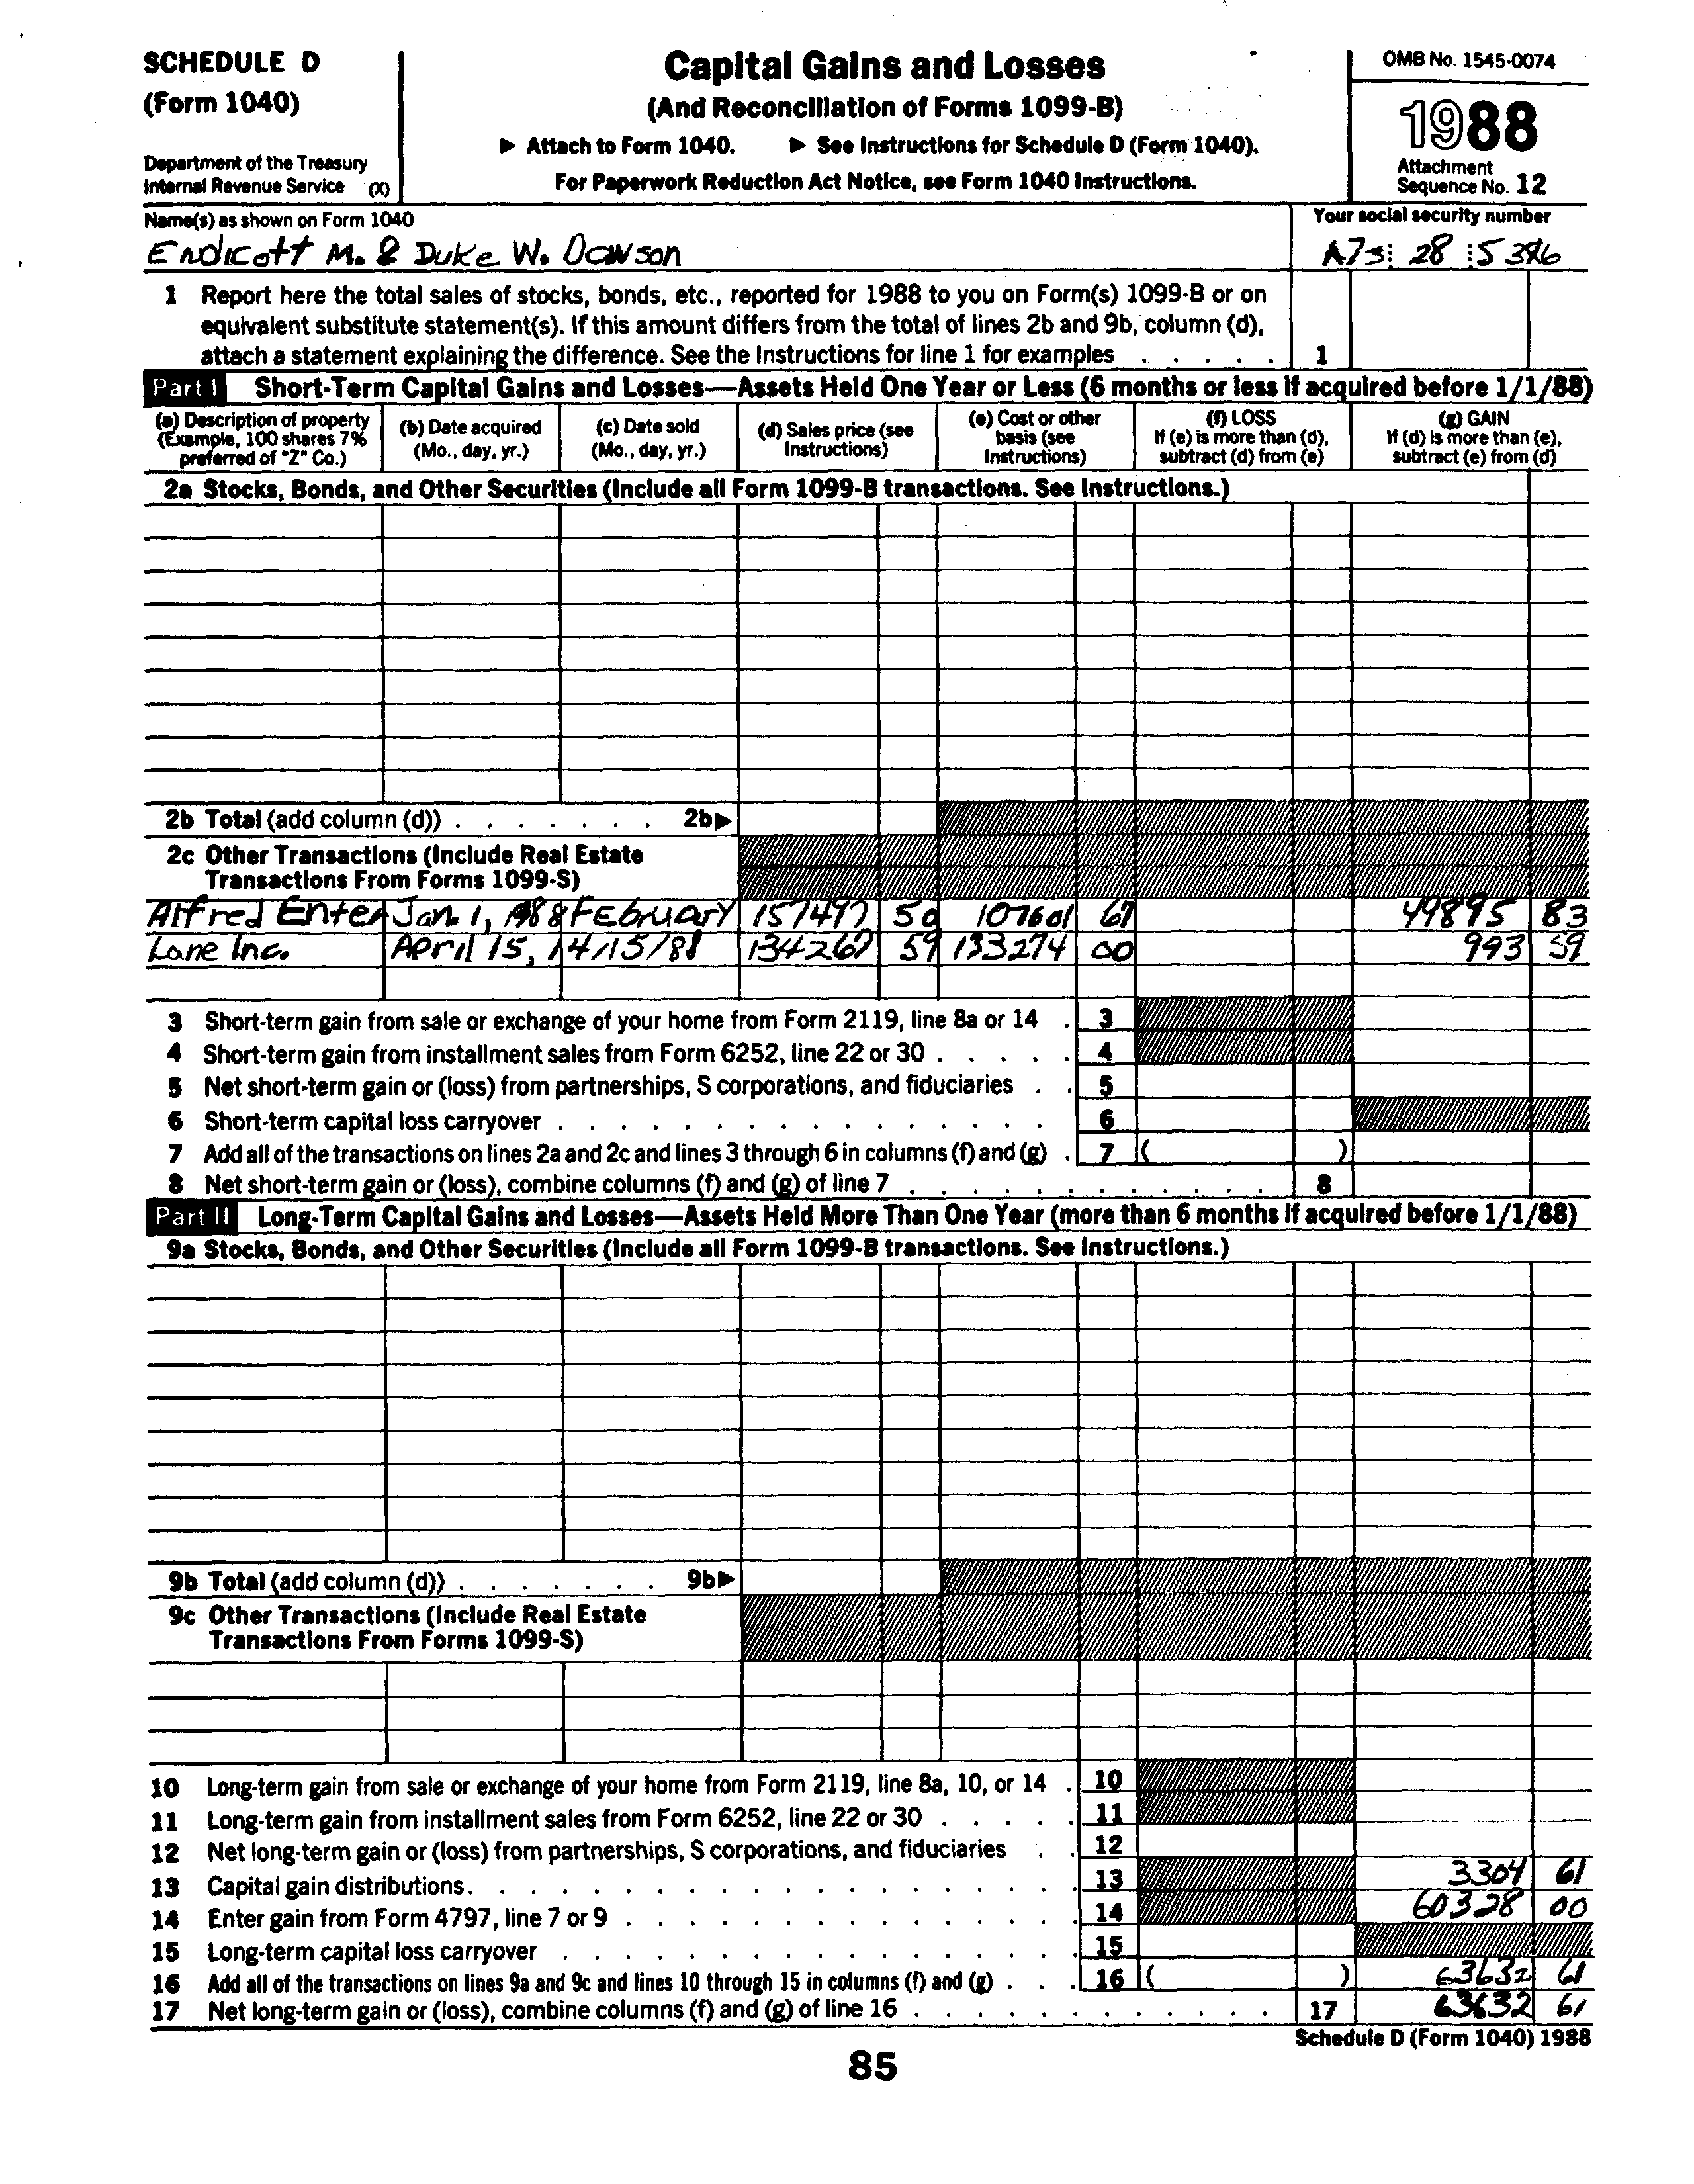 SCHEDULE D
(Form 1040)
Department of the Treasury
Internal Revenue Service (X)
Capital Gains and Losses
(And Reconciliation of Forms 1099-B)
▶ Attach to Form 1040. ▶ See Instructions for Schedule D (Form 1040).
For Paperwork Reduction Act Notice, see Form 1040 Instructions.
OMB No. 1545-0074
1988
Attachment
Sequence No. 12
Name(s) as shown on Form 1040
Endicott M. & Duke W. Dawson
Your social security number
A73 28 5376
1 Report here the total sales of stocks, bonds, etc., reported for 1988 to you on Form(s) 1099-B or on
equivalent substitute statement(s). If this amount differs from the total of lines 2b and 9b, column (d),
attach a statement explaining the difference. See the Instructions for line 1 for examples . . . . . 1
Part I Short-Term Capital Gains and Losses—Assets Held One Year or Less (6 months or less if acquired before 1/1/88)
(a) Description of property
(Example, 100 shares 7%
preferred of "Z" Co.)
(b) Date acquired
(Mo., day, yr.)
(c) Date sold
(Mo., day, yr.)
(d) Sales price (see
Instructions)
(e) Cost or other
basis (see
Instructions)
(f) LOSS
If (e) is more than (d),
subtract (d) from (e)
(g) GAIN
If (d) is more than (e),
subtract (e) from (d)
2a Stocks, Bonds, and Other Securities (Include all Form 1099-B transactions. See Instructions.)
2b Total (add column (d)) . . . . . . . 2b▶
2c Other Transactions (Include Real Estate
Transactions From Forms 1099-S)
Alfred Enter Jan. 1, 1988 February 157497 50 107601 67 49895 83
Lane Inc. April 15, 1 4/15/88 134267 59 133274 00 993 59
3 Short-term gain from sale or exchange of your home from Form 2119, line 8a or 14 . 3
4 Short-term gain from installment sales from Form 6252, line 22 or 30 . . . . . 4
5 Net short-term gain or (loss) from partnerships, S corporations, and fiduciaries . . 5
6 Short-term capital loss carryover . . . . . . . . . . . . . . . . 6
7 Add all of the transactions on lines 2a and 2c and lines 3 through 6 in columns (f) and (g) . 7 ( )
8 Net short-term gain or (loss), combine columns (f) and (g) of line 7 . . . . . . . . . . . . 8
Part II Long-Term Capital Gains and Losses—Assets Held More Than One Year (more than 6 months if acquired before 1/1/88)
9a Stocks, Bonds, and Other Securities (Include all Form 1099-B transactions. See Instructions.)
9b Total (add column (d)) . . . . . . . 9b▶
9c Other Transactions (Include Real Estate
Transactions From Forms 1099-S)
10 Long-term gain from sale or exchange of your home from Form 2119, line 8a, 10, or 14 . 10
11 Long-term gain from installment sales from Form 6252, line 22 or 30 . . . . . 11
12 Net long-term gain or (loss) from partnerships, S corporations, and fiduciaries . . 12
13 Capital gain distributions. . . . . . . . . . . . . . . . . . . 13 3304 61
14 Enter gain from Form 4797, line 7 or 9 . . . . . . . . . . . . . . 14 60328 00
15 Long-term capital loss carryover . . . . . . . . . . . . . . . . 15
16 Add all of the transactions on lines 9a and 9c and lines 10 through 15 in columns (f) and (g) . . . 16 ( ) 63632 61
17 Net long-term gain or (loss), combine columns (f) and (g) of line 16 . . . . . . . . . . . . 17 63632 61
Schedule D (Form 1040) 1988
85